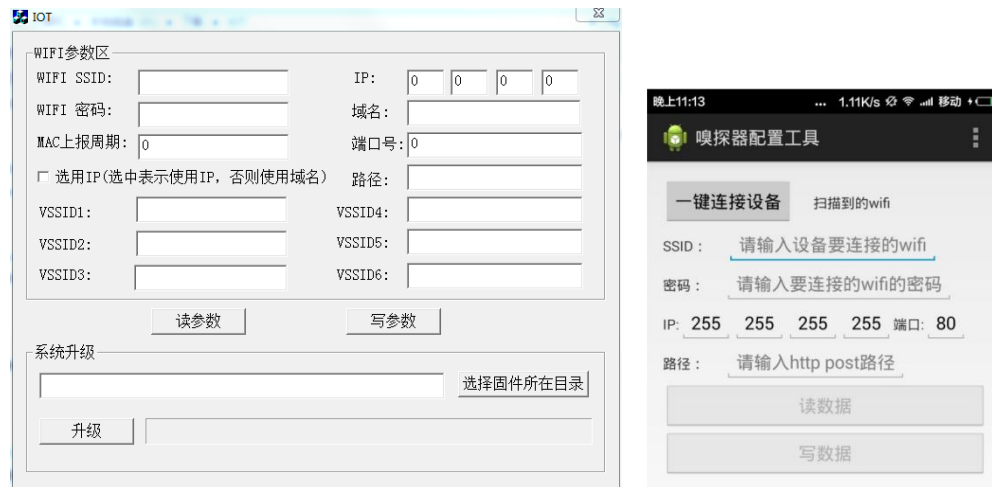 IOT
WIFI参数区
WIFI SSID:
IP: 0 0 0 0
WIFI 密码:
域名:
MAC上报周期: 0
端口号: 0
选用IP(选中表示使用IP, 否则使用域名)
路径:
VSSID1:
VSSID4:
VSSID2:
VSSID5:
VSSID3:
VSSID6:
读参数
写参数
系统升级
选择固件所在目录
升级
晚上11:13
... 1.11K/s 移动
嗅探器配置工具
一键连接设备 扫描到的wifi
SSID: 请输入设备要连接的wifi
密码: 请输入要连接的wifi的密码
IP: 255 255 255 255 端口: 80
路径: 请输入http post路径
读数据
写数据